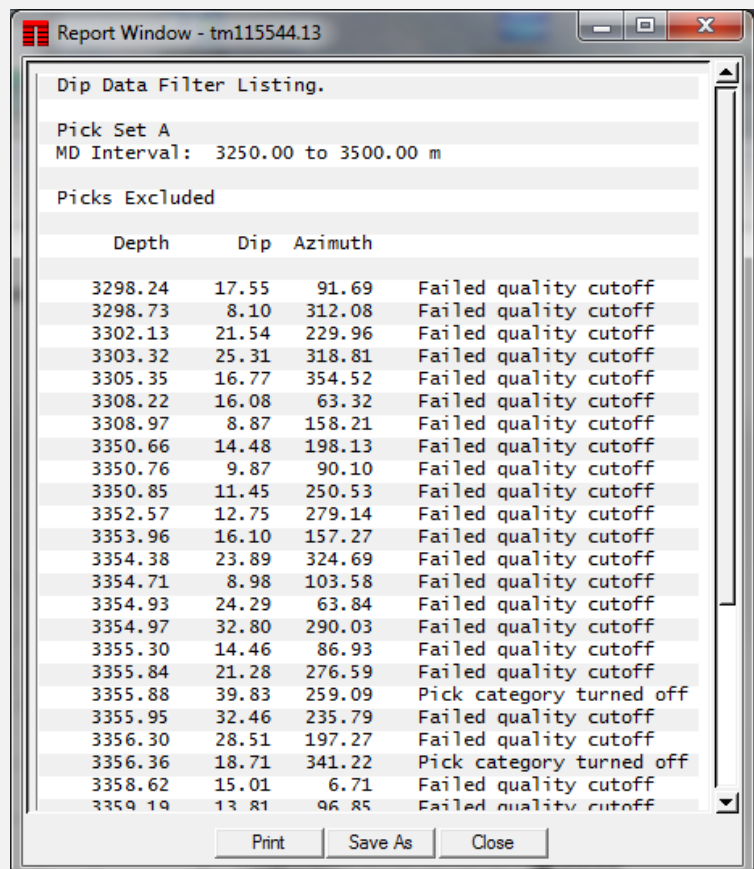 Report Window - tm115544.13
Dip Data Filter Listing.
Pick Set A
MD Interval: 3250.00 to 3500.00 m
Picks Excluded
Depth Dip Azimuth
3298.24 17.55 91.69 Failed quality cutoff
3298.73 8.10 312.08 Failed quality cutoff
3302.13 21.54 229.96 Failed quality cutoff
3303.32 25.31 318.81 Failed quality cutoff
3305.35 16.77 354.52 Failed quality cutoff
3308.22 16.08 63.32 Failed quality cutoff
3308.97 8.87 158.21 Failed quality cutoff
3350.66 14.48 198.13 Failed quality cutoff
3350.76 9.87 90.10 Failed quality cutoff
3350.85 11.45 250.53 Failed quality cutoff
3352.57 12.75 279.14 Failed quality cutoff
3353.96 16.10 157.27 Failed quality cutoff
3354.38 23.89 324.69 Failed quality cutoff
3354.71 8.98 103.58 Failed quality cutoff
3354.93 24.29 63.84 Failed quality cutoff
3354.97 32.80 290.03 Failed quality cutoff
3355.30 14.46 86.93 Failed quality cutoff
3355.84 21.28 276.59 Failed quality cutoff
3355.88 39.83 259.09 Pick category turned off
3355.95 32.46 235.79 Failed quality cutoff
3356.30 28.51 197.27 Failed quality cutoff
3356.36 18.71 341.22 Pick category turned off
3358.62 15.01 6.71 Failed quality cutoff
3359.19 13.81 96.85 Failed quality cutoff
Print Save As Close